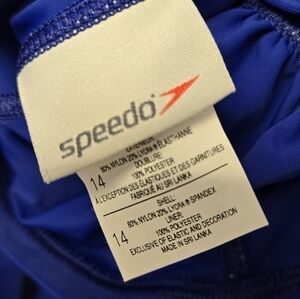 speedo
EXTERIEUR:
80% NYLON 20% LYCRA ® ÉLASTHANNE
DOUBLURE:
14
100% POLYESTER
À L'EXCEPTION DES ÉLASTIQUES ET DES GARNITURES
FABRIQUÉ AU SRI LANKA
SHELL:
80% NYLON 20% LYCRA ® SPANDEX
LINER:
14
100% POLYESTER
EXCLUSIVE OF ELASTIC AND DECORATION
MADE IN SRI LANKA